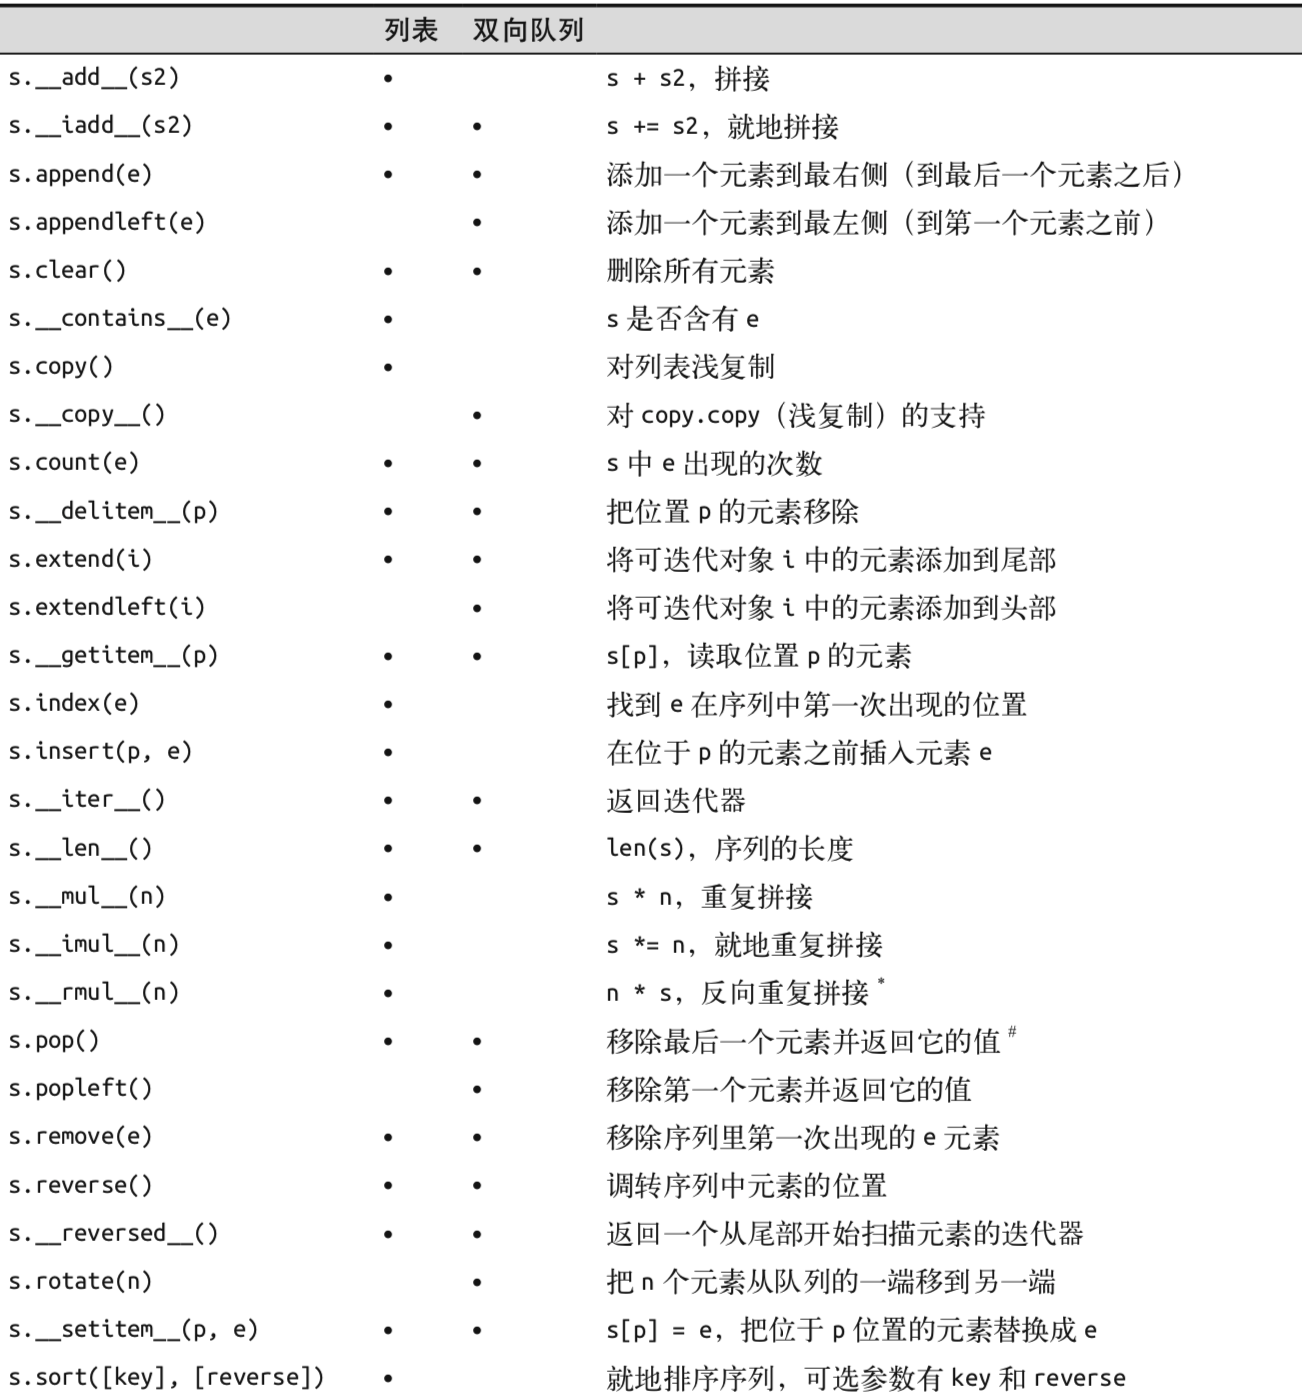 列表 双向队列
s.__add__(s2) • s + s2，拼接
s.__iadd__(s2) • • s += s2，就地拼接
s.append(e) • • 添加一个元素到最右侧（到最后一个元素之后）
s.appendleft(e) • 添加一个元素到最左侧（到第一个元素之前）
s.clear() • • 删除所有元素
s.__contains__(e) • s 是否含有 e
s.copy() • 对列表浅复制
s.__copy__() • 对 copy.copy（浅复制）的支持
s.count(e) • • s 中 e 出现的次数
s.__delitem__(p) • • 把位置 p 的元素移除
s.extend(i) • • 将可迭代对象 i 中的元素添加到尾部
s.extendleft(i) • 将可迭代对象 i 中的元素添加到头部
s.__getitem__(p) • • s[p]，读取位置 p 的元素
s.index(e) • 找到 e 在序列中第一次出现的位置
s.insert(p, e) • 在位于 p 的元素之前插入元素 e
s.__iter__() • • 返回迭代器
s.__len__() • • len(s)，序列的长度
s.__mul__(n) • s * n，重复拼接
s.__imul__(n) • s *= n，就地重复拼接
s.__rmul__(n) • n * s，反向重复拼接 *
s.pop() • • 移除最后一个元素并返回它的值 #
s.popleft() • 移除第一个元素并返回它的值
s.remove(e) • • 移除序列里第一次出现的 e 元素
s.reverse() • • 调转序列中元素的位置
s.__reversed__() • • 返回一个从尾部开始扫描元素的迭代器
s.rotate(n) • 把 n 个元素从队列的一端移到另一端
s.__setitem__(p, e) • • s[p] = e，把位于 p 位置的元素替换成 e
s.sort([key], [reverse]) • 就地排序序列，可选参数有 key 和 reverse